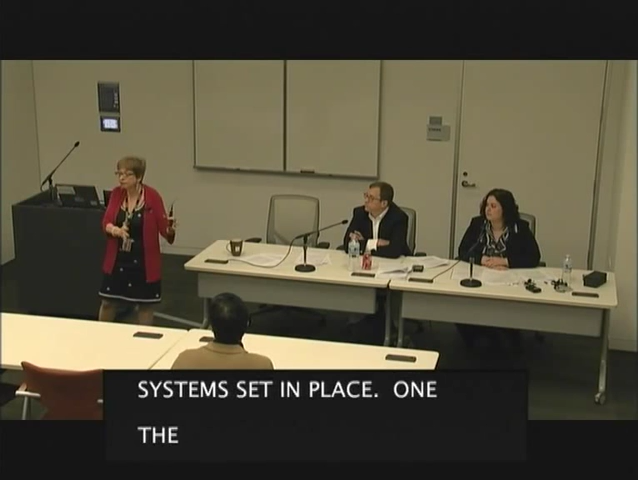 SYSTEMS SET IN PLACE.  ONE
THE